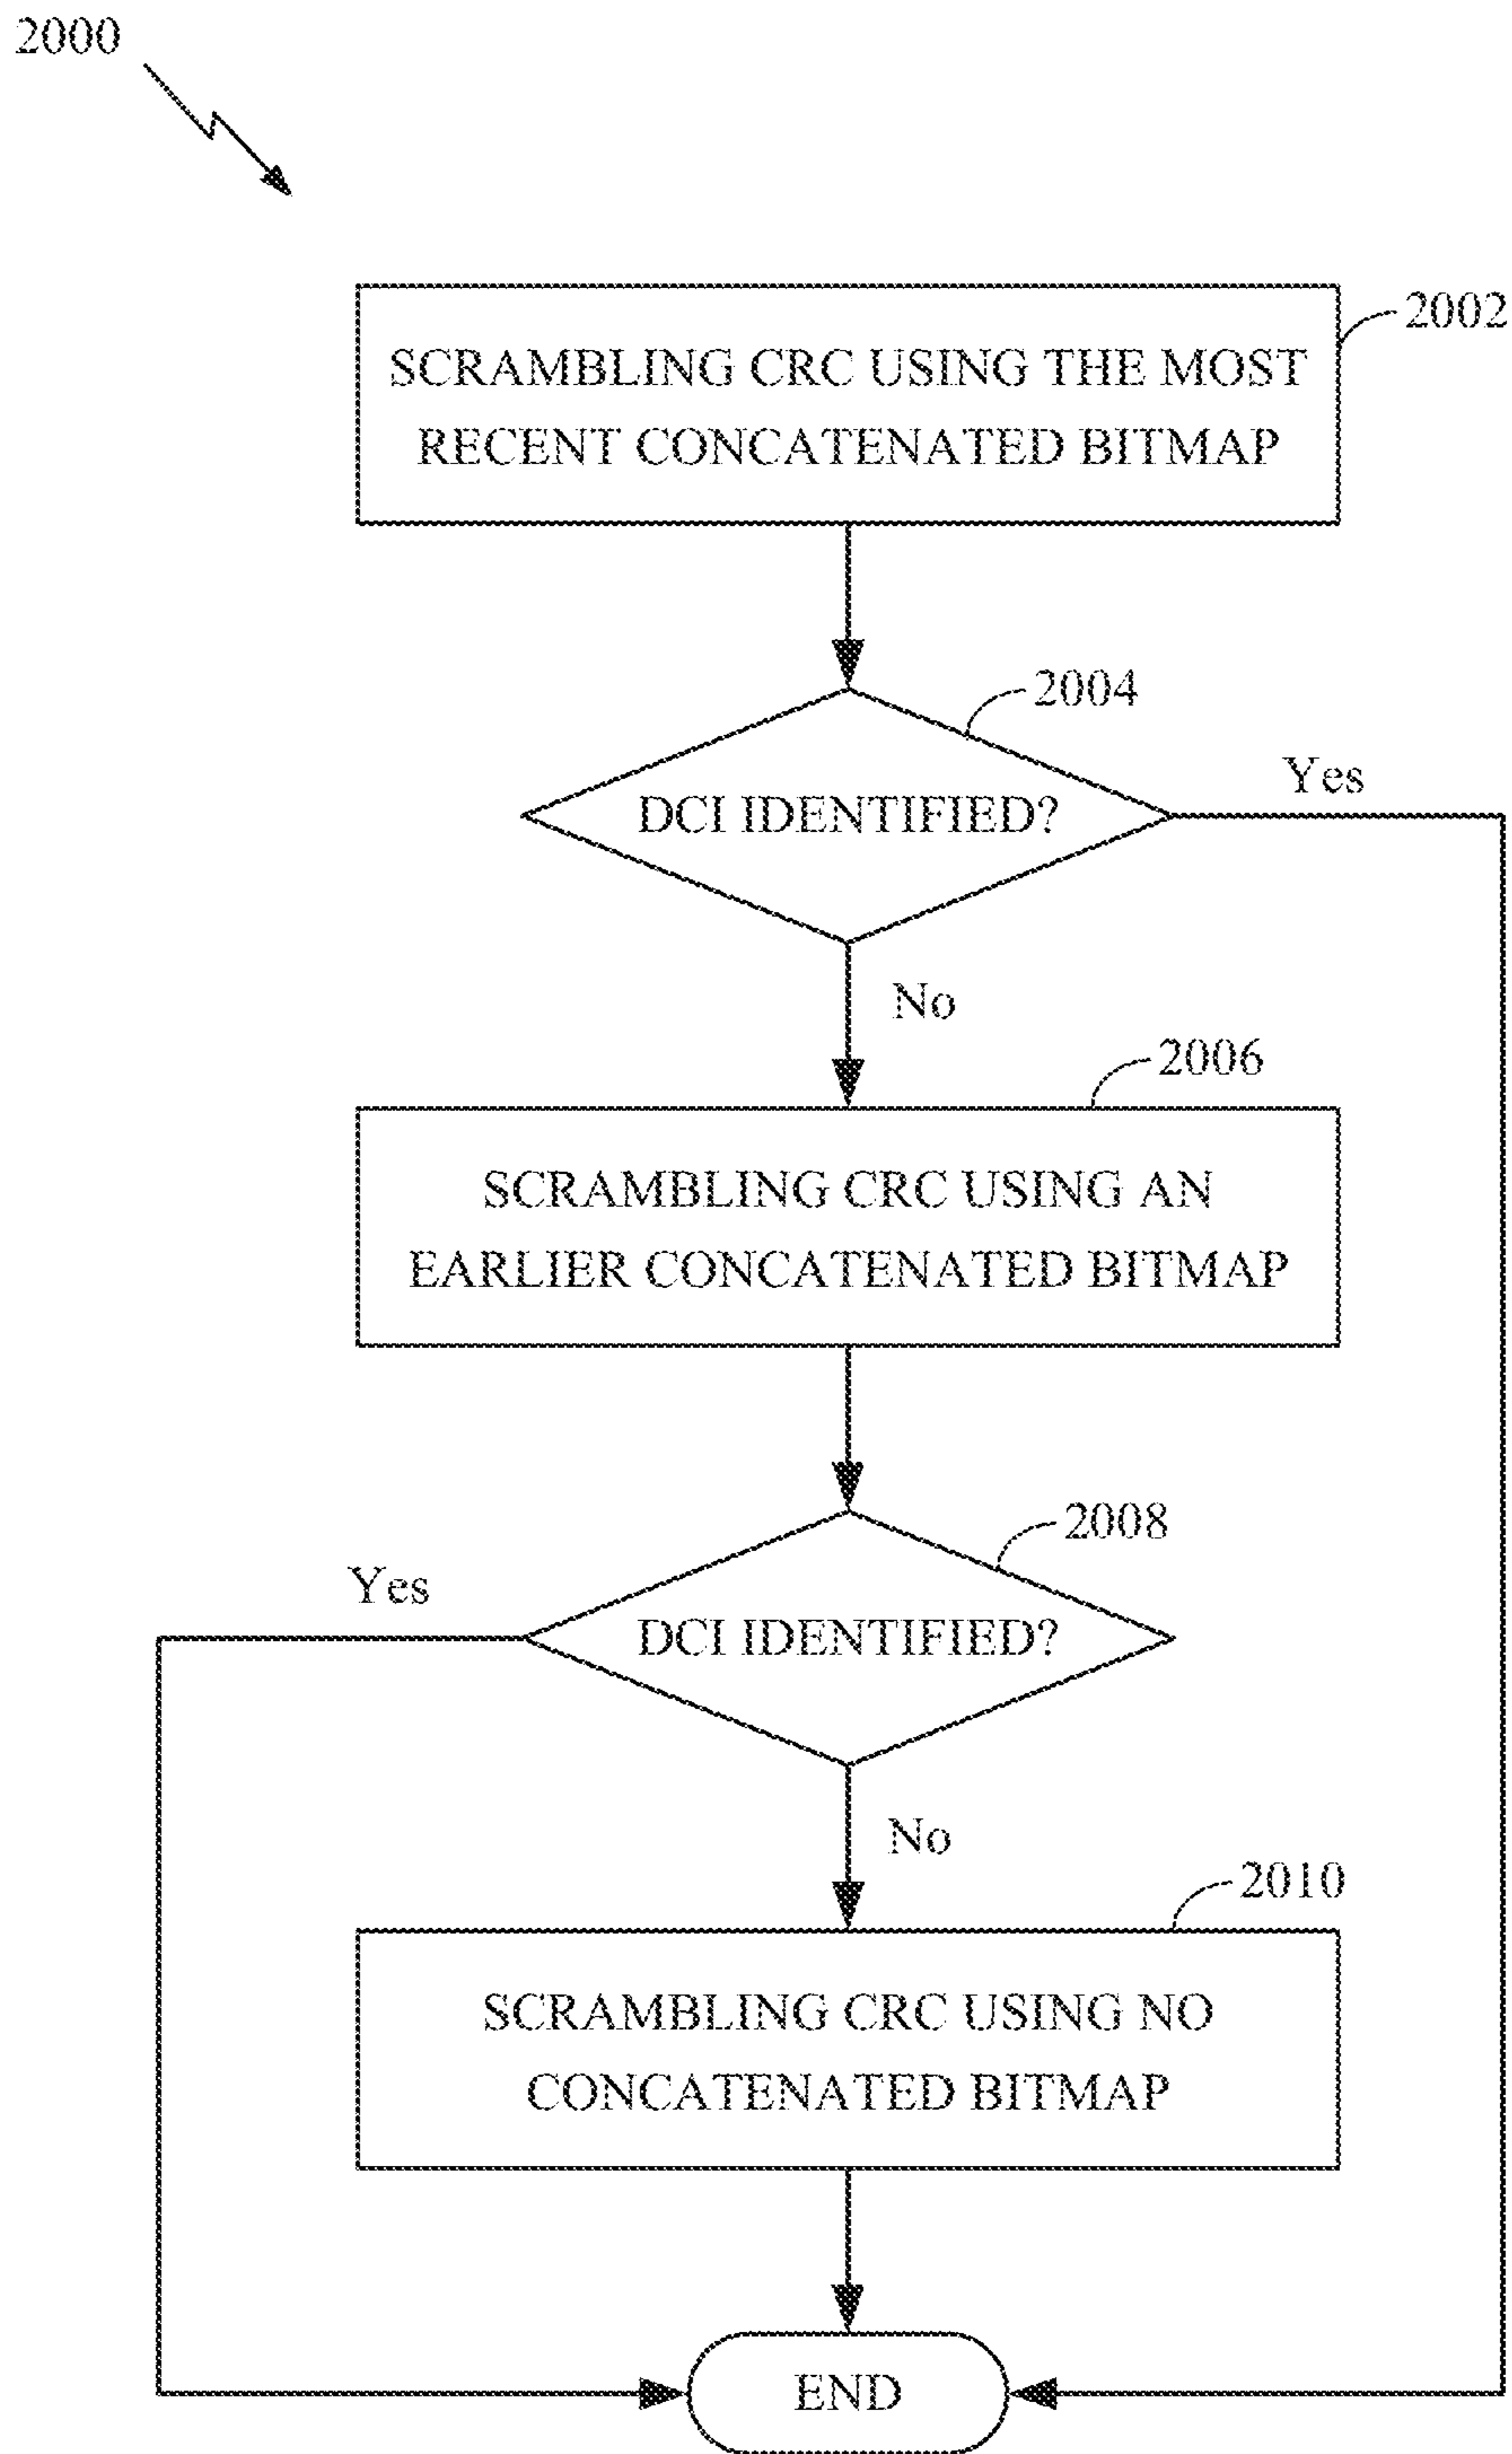 2000
2002
SCRAMBLING CRC USING THE MOST
RECENT CONCATENATED BITMAP
2004
Yes
DCI IDENTIFIED?
No
2006
SCRAMBLING CRC USING AN
EARLIER CONCATENATED BITMAP
2008
Yes
DCI IDENTIFIED?
No
2010
SCRAMBLING CRC USING NO
CONCATENATED BITMAP
END